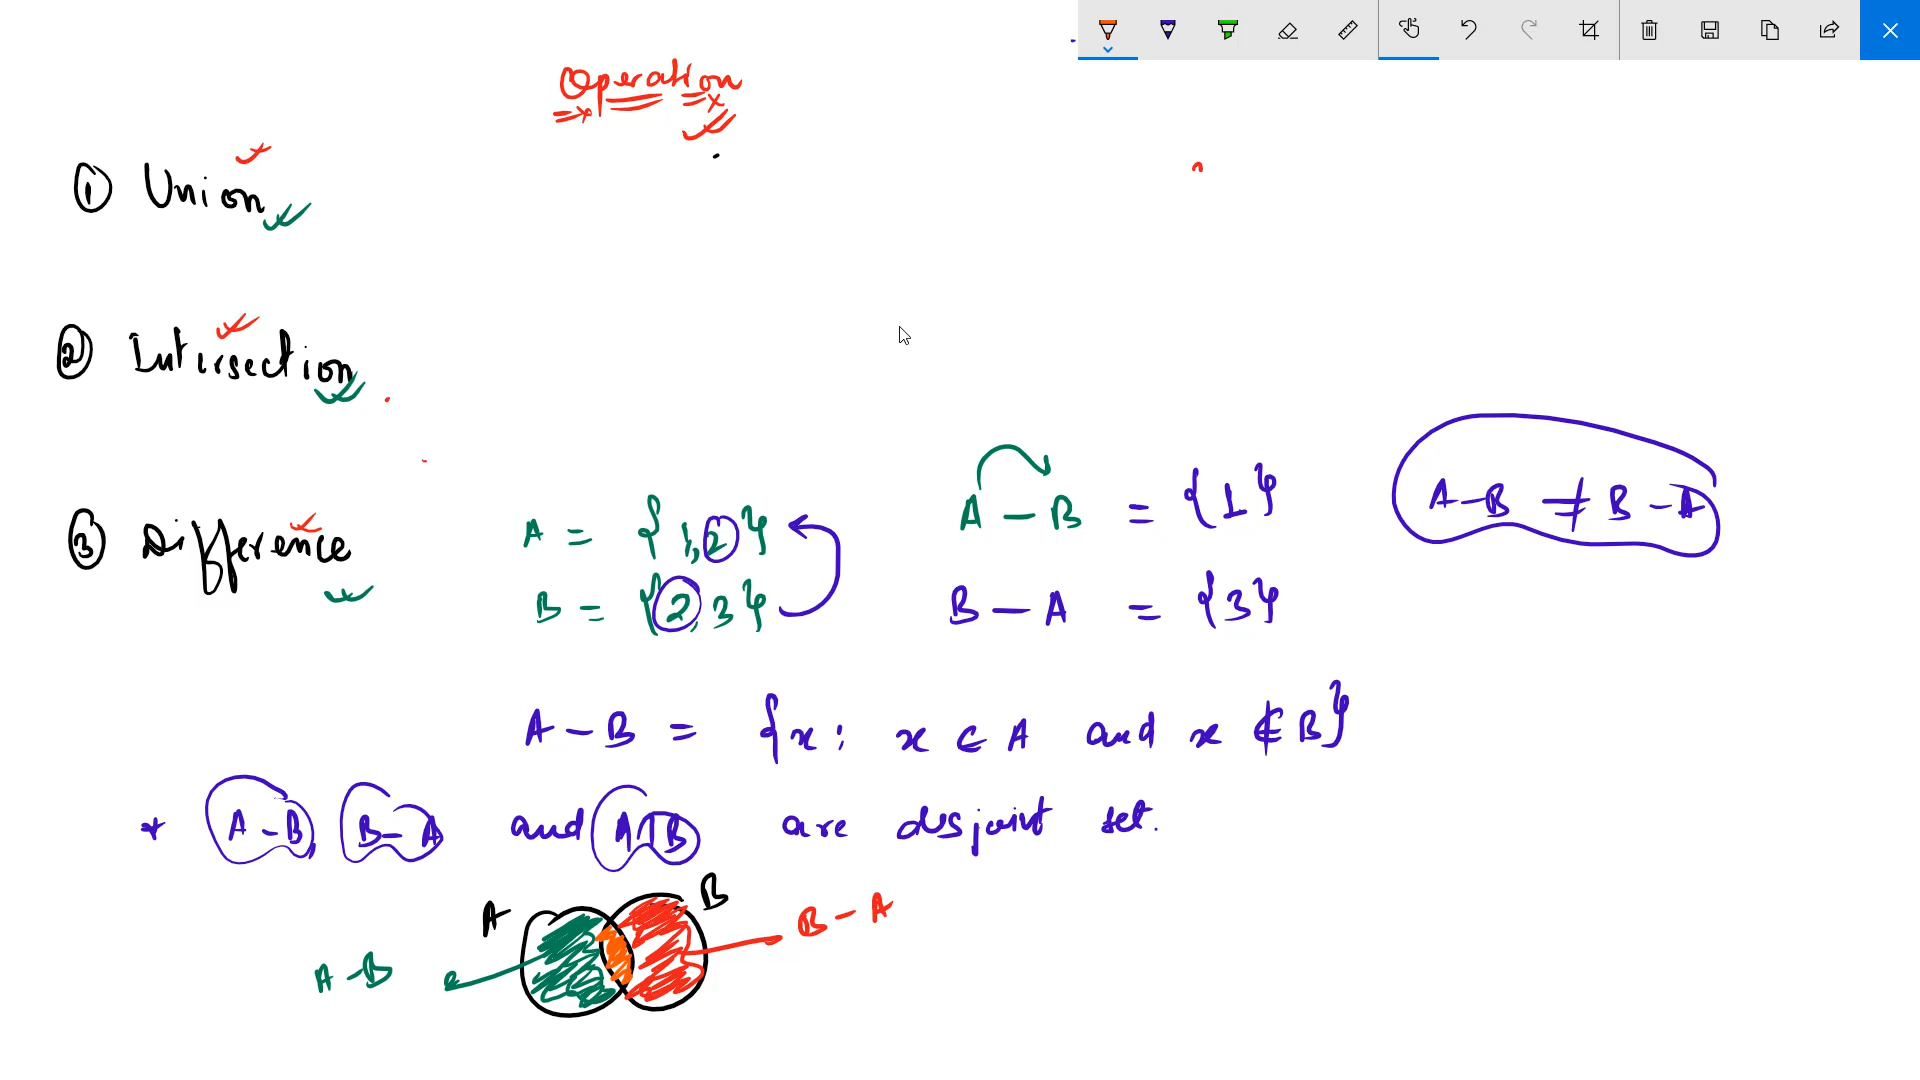 Operation
① Union
② Intersection
③ Difference
A = {1, 2}
B = {2, 3}
A - B = {1}
B - A = {3}
A - B ≠ B - A
A - B = {x : x ∈ A and x ∉ B}
* A - B, B - A and A ∩ B are disjoint set.
A B
A - B
B - A